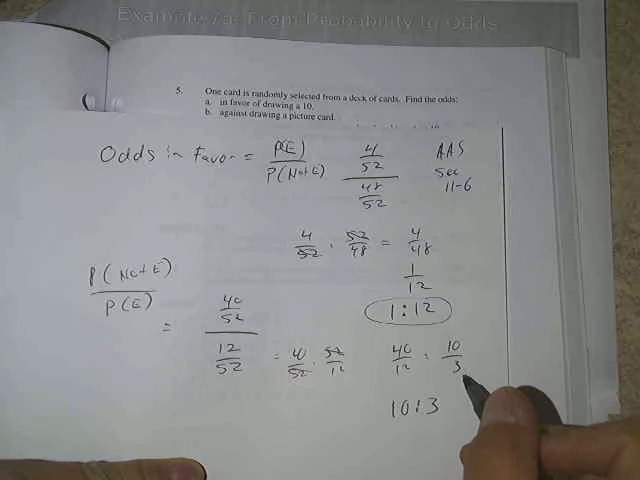 Example 7a: From Probability to Odds
5. One card is randomly selected from a deck of cards. Find the odds:
a. in favor of drawing a 10.
b. against drawing a picture card.
Odds in Favor = P(E) / P(Not E) 4/52 / 48/52 AAS
Sec
11-6
4/52 · 52/48 = 4/48
1/12
1:12
P(Not E) / P(E) = 40/52 / 12/52 = 40/52 · 52/12 40/12 = 10/3
10:3